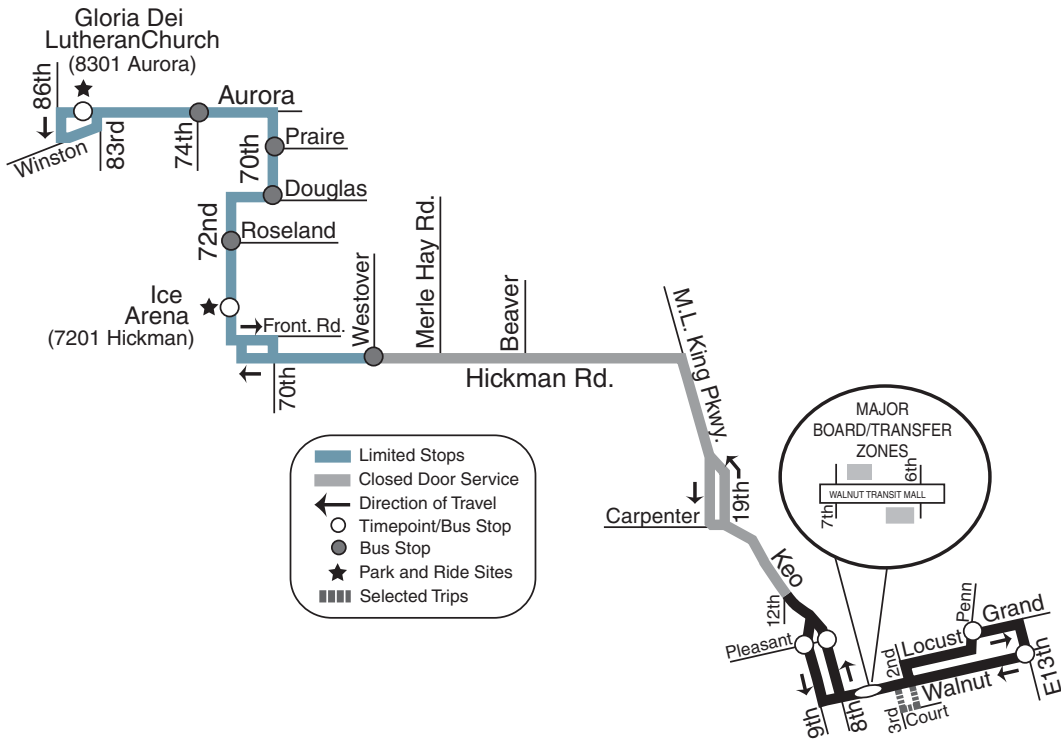 Gloria Dei
LutheranChurch
(8301 Aurora)
86th
Aurora
Winston
83rd
74th
70th
Praire
Douglas
72nd
Roseland
Ice
Arena
(7201 Hickman)
Front. Rd.
70th
Westover
Merle Hay Rd.
Beaver
Hickman Rd.
M.L. King Pkwy.
Carpenter
19th
Keo
12th
Pleasant
9th
8th
MAJOR
BOARD/TRANSFER
ZONES
7th
6th
WALNUT TRANSIT MALL
2nd
Locust
Penn
Grand
E13th
Walnut
3rd
Court
Limited Stops
Closed Door Service
Direction of Travel
Timepoint/Bus Stop
Bus Stop
Park and Ride Sites
Selected Trips